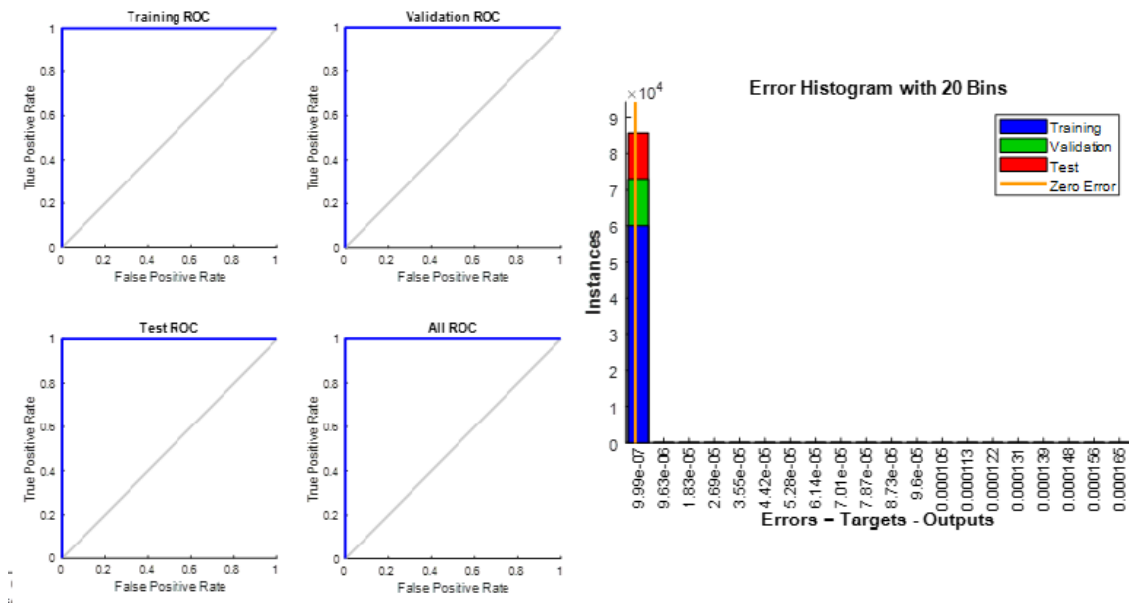 Training ROC
1
0.8
0.6
0.4
0.2
0
True Positive Rate
0 0.2 0.4 0.6 0.8 1
False Positive Rate
Validation ROC
1
0.8
0.6
0.4
0.2
0
True Positive Rate
0 0.2 0.4 0.6 0.8 1
False Positive Rate
Test ROC
1
0.8
0.6
0.4
0.2
0
True Positive Rate
0 0.2 0.4 0.6 0.8 1
False Positive Rate
All ROC
1
0.8
0.6
0.4
0.2
0
True Positive Rate
0 0.2 0.4 0.6 0.8 1
False Positive Rate
Error Histogram with 20 Bins
×10⁴
9
8
7
6
5
4
3
2
1
0
Instances
Training
Validation
Test
Zero Error
9.99e-07
9.63e-06
1.83e-05
2.69e-05
3.55e-05
4.42e-05
5.28e-05
6.14e-05
7.01e-05
7.87e-05
8.73e-05
9.6e-05
0.000105
0.000113
0.000122
0.000131
0.000139
0.000148
0.000156
0.000165
Errors = Targets - Outputs